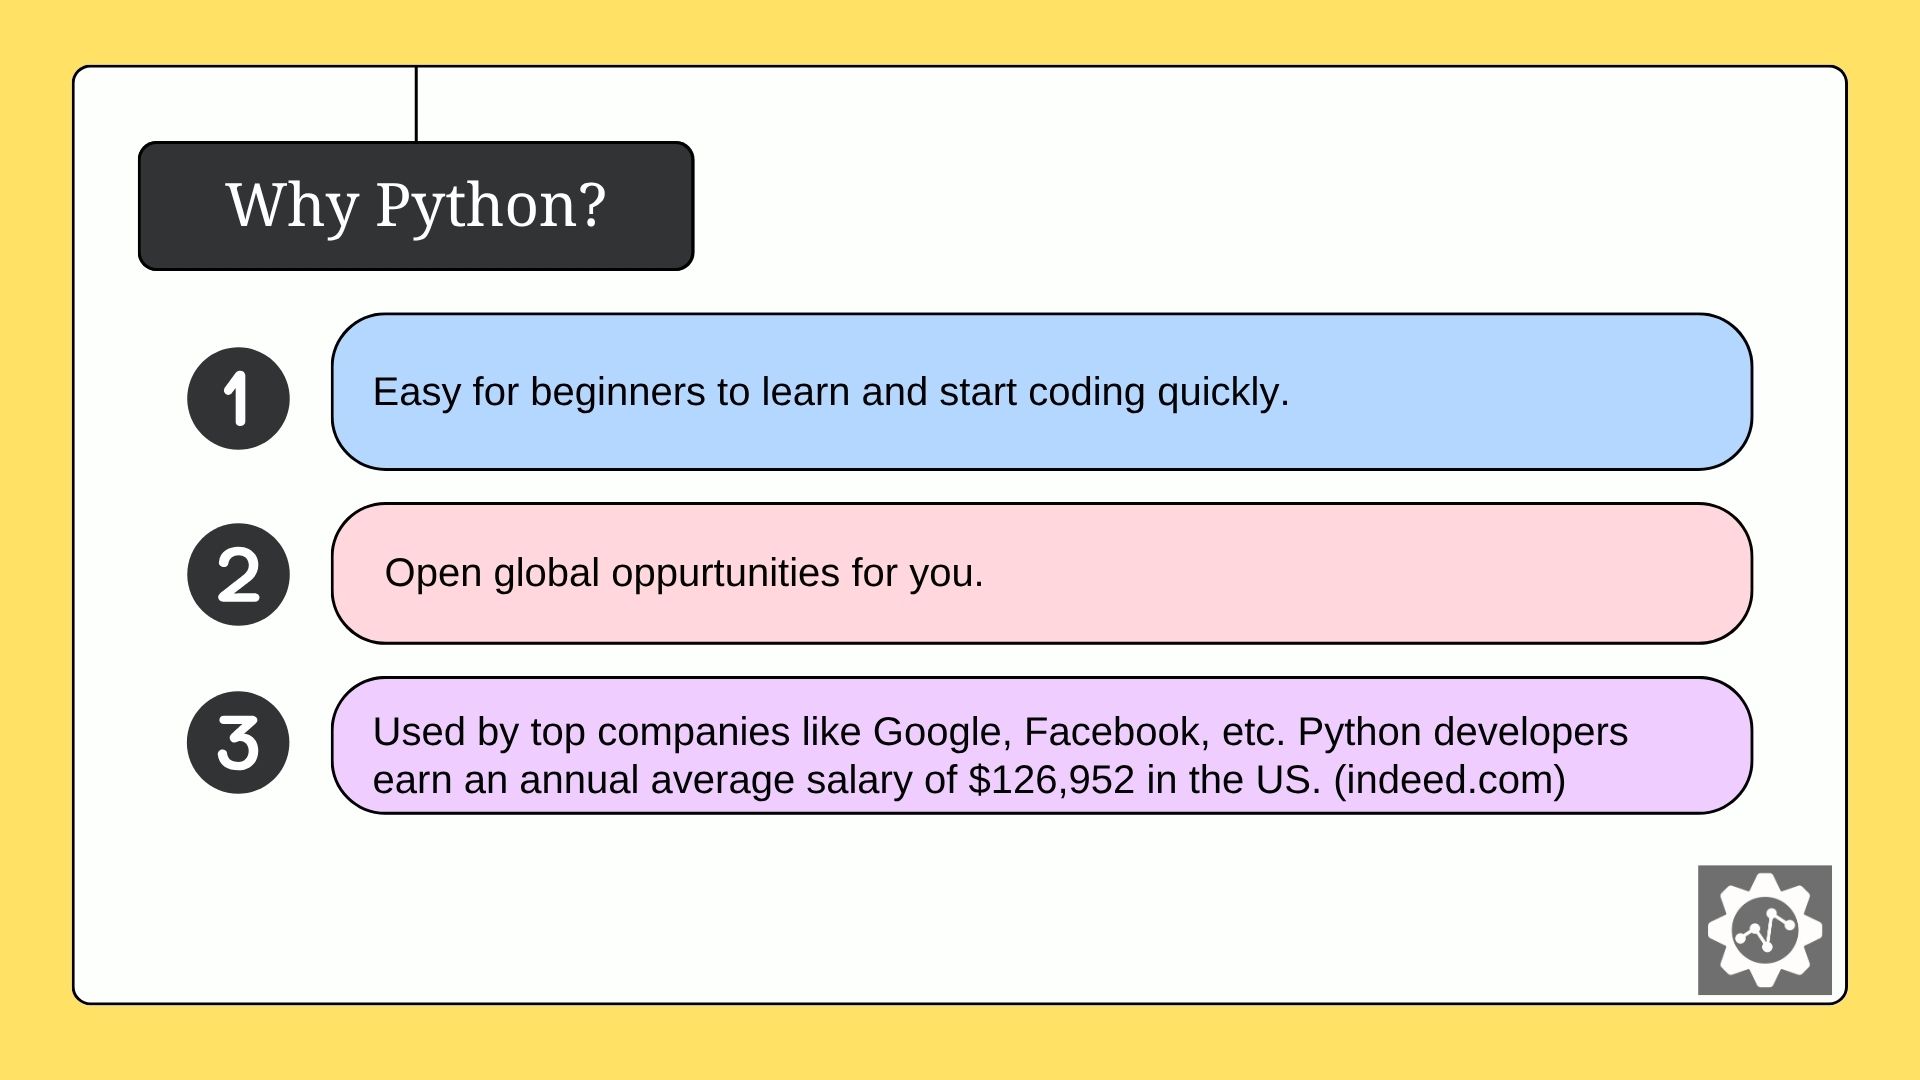 Why Python?
1
Easy for beginners to learn and start coding quickly.
2
Open global oppurtunities for you.
3
Used by top companies like Google, Facebook, etc. Python developers
earn an annual average salary of $126,952 in the US. (indeed.com)